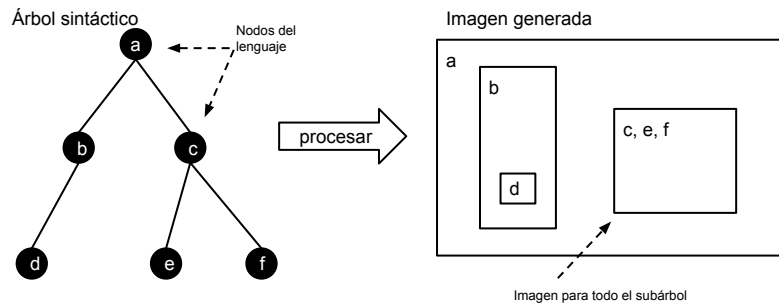 Árbol sintáctico
Nodos del
lenguaje
a
b
c
d
e
f
procesar
Imagen generada
a
b
d
c, e, f
Imagen para todo el subárbol